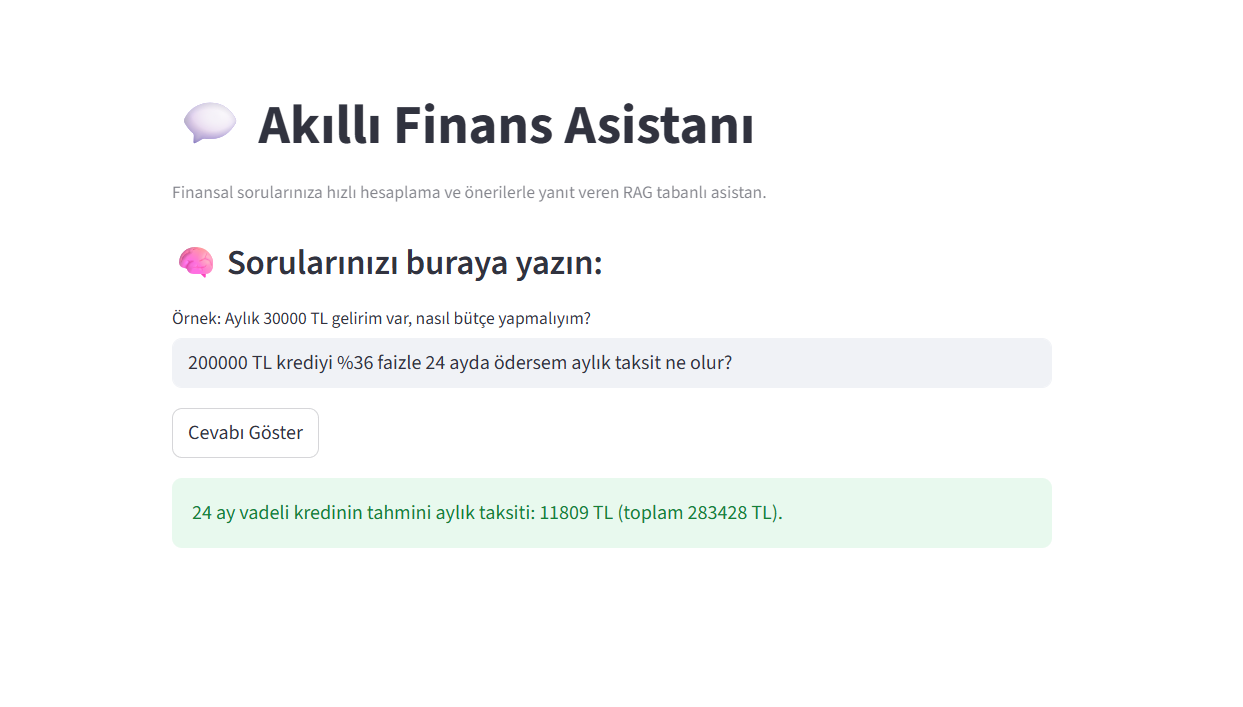 Akıllı Finans Asistanı
Finansal sorularınıza hızlı hesaplama ve önerilerle yanıt veren RAG tabanlı asistan.
Sorularınızı buraya yazın:
Örnek: Aylık 30000 TL gelirim var, nasıl bütçe yapmalıyım?
200000 TL krediyi %36 faizle 24 ayda ödersem aylık taksit ne olur?
Cevabı Göster
24 ay vadeli kredinin tahmini aylık taksiti: 11809 TL (toplam 283428 TL).